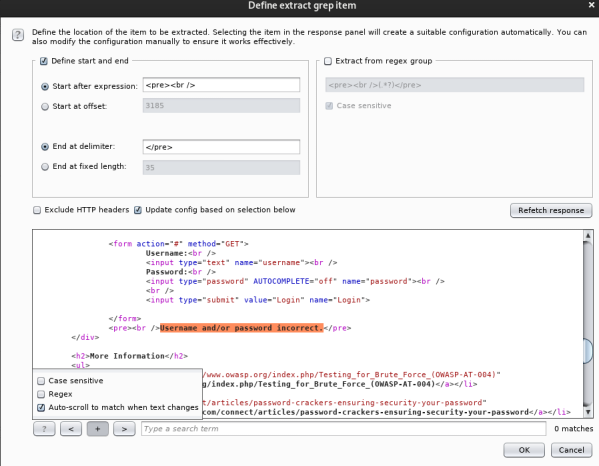 Define extract grep item
×
?
Define the location of the item to be extracted. Selecting the item in the response panel will create a suitable configuration automatically. You can
also modify the configuration manually to ensure it works effectively.
Define start and end
Start after expression: <pre><br />
Start at offset: 3185
End at delimiter: </pre>
End at fixed length: 35
Extract from regex group
<pre><br />(.*?)</pre>
Case sensitive
Exclude HTTP headers Update config based on selection below Refetch response
<form action="#" method="GET">
Username:<br />
<input type="text" name="username"><br />
Password:<br />
<input type="password" AUTOCOMPLETE="off" name="password"><br />
<br />
<input type="submit" value="Login" name="Login">
</form>
<pre><br />Username and/or password incorrect.</pre>
</div>
<h2>More Information</h2>
<ul>
/www.owasp.org/index.php/Testing_for_Brute_Force_(OWASP-AT-004)"
g/index.php/Testing_for_Brute_Force_(OWASP-AT-004)</a></li>
t/articles/password-crackers-ensuring-security-your-password"
com/connect/articles/password-crackers-ensuring-security-your-password</a></li>
Case sensitive
Regex
Auto-scroll to match when text changes
? < + > Type a search term 0 matches
OK Cancel